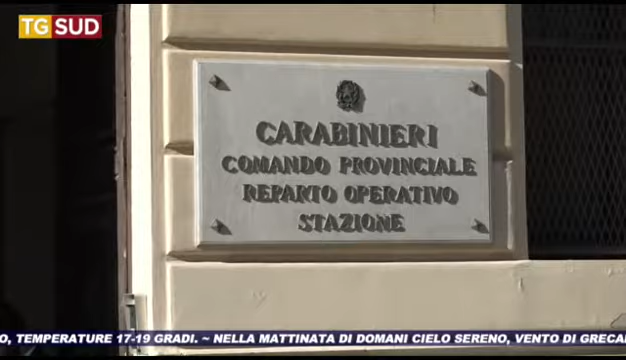 TG SUD
CARABINIERI
COMANDO PROVINCIALE
REPARTO OPERATIVO
STAZIONE
O, TEMPERATURE 17-19 GRADI. ~ NELLA MATTINATA DI DOMANI CIELO SERENO, VENTO DI GRECA